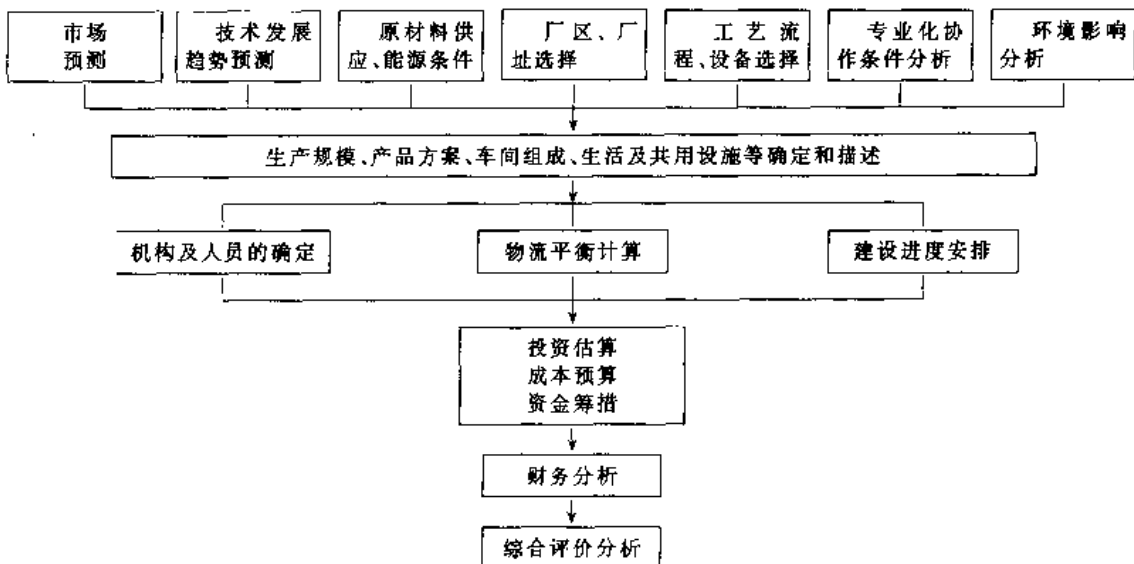 市场
预测
技术发展
趋势预测
原材料供
应、能源条件
厂区、厂
址选择
工艺流
程、设备选择
专业化协
作条件分析
环境影响
分析
生产规模、产品方案、车间组成、生活及共用设施等确定和描述
机构及人员的确定
物流平衡计算
建设进度安排
投资估算
成本预算
资金筹措
财务分析
综合评价分析